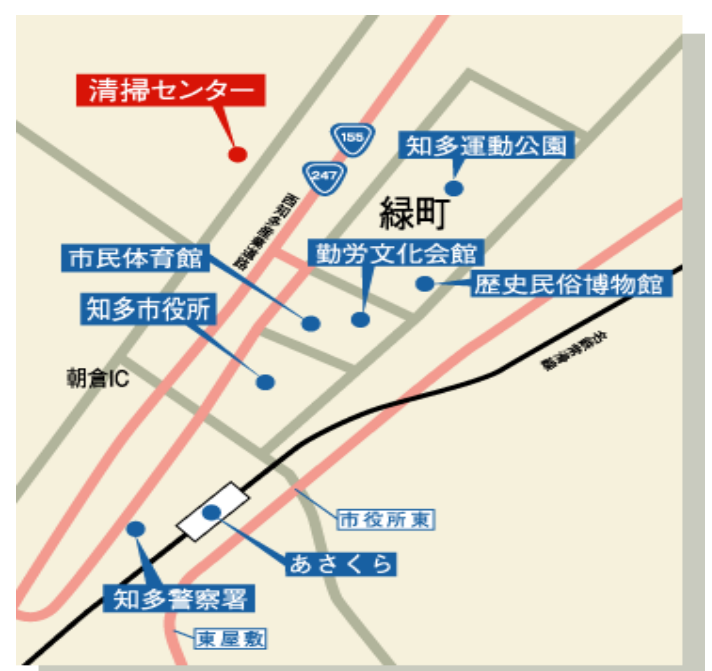 清掃センター
155
247
知多運動公園
緑町
西知多産業道路
市民体育館
勤労文化会館
歴史民俗博物館
知多市役所
朝倉IC
名鉄常滑線
市役所東
あさくら
知多警察署
東屋敷